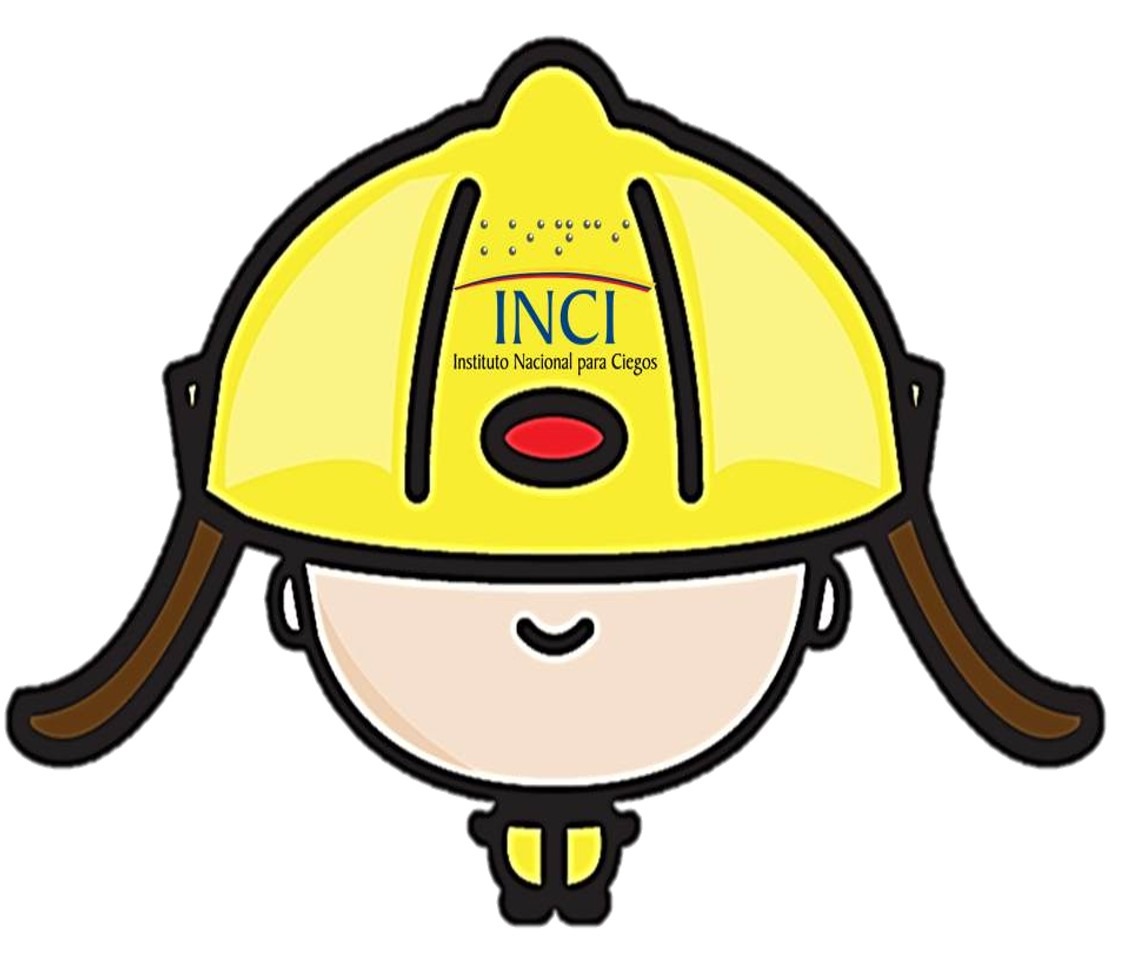 ⠸⠸⠊⠝⠉⠊
INCI
Instituto Nacional para Ciegos